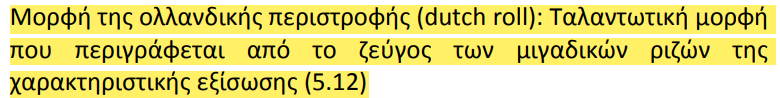 Μορφή της ολλανδικής περιστροφής (dutch roll): Ταλαντωτική μορφή
που περιγράφεται από το ζεύγος των μιγαδικών ριζών της
χαρακτηριστικής εξίσωσης (5.12)